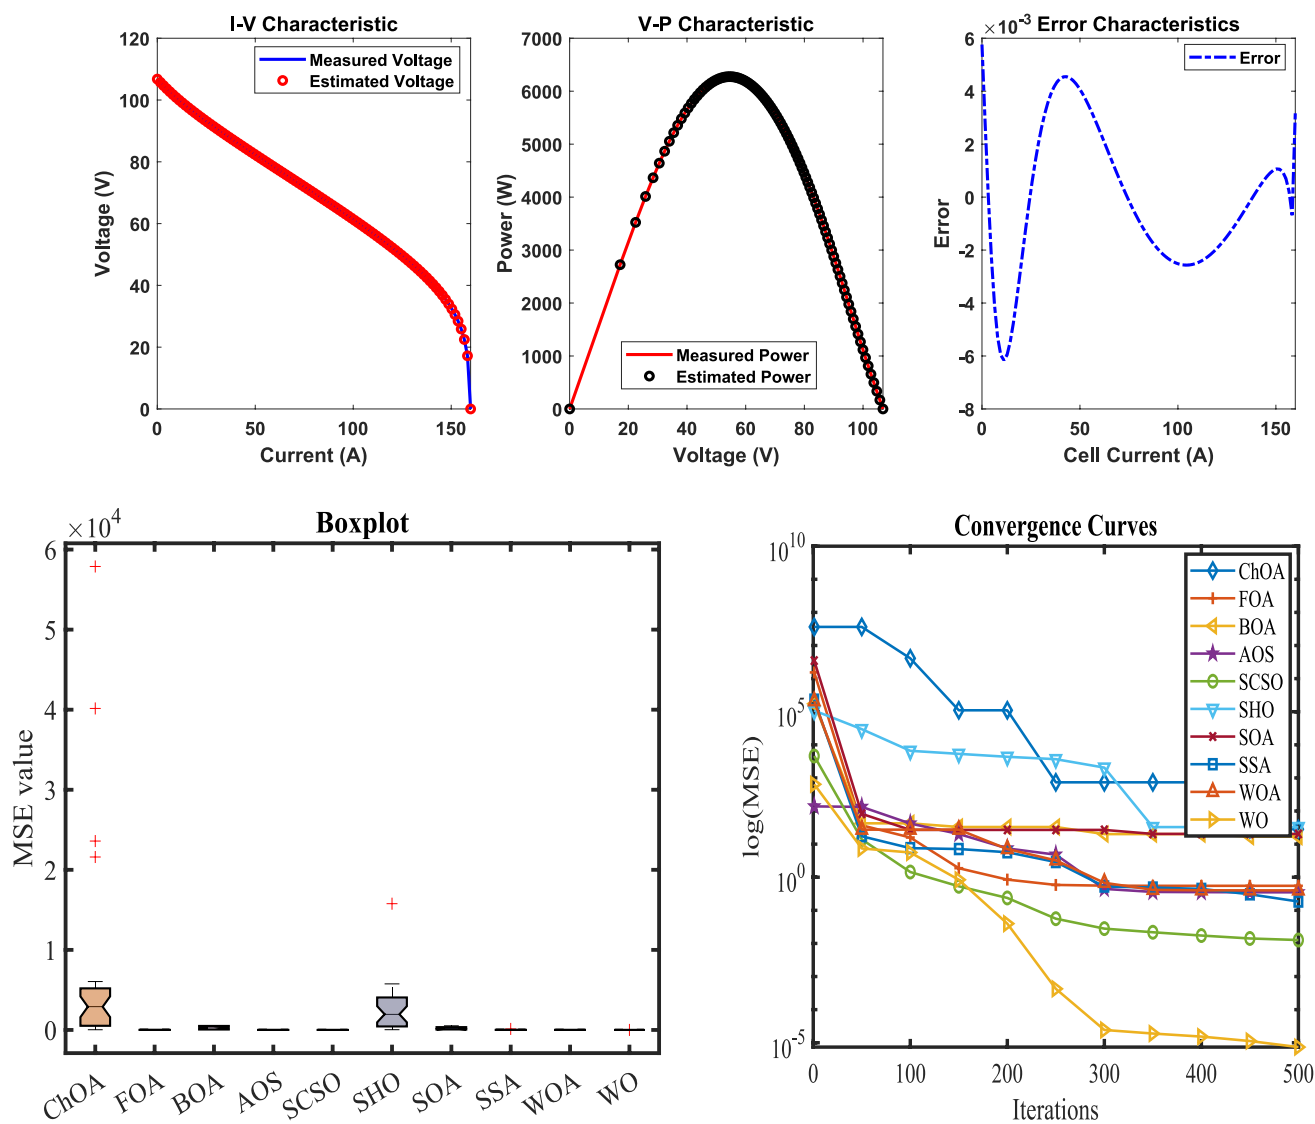 I-V Characteristic
120
100
80
60
40
20
0
Voltage (V)
Measured Voltage
Estimated Voltage
0
50
100
150
Current (A)
V-P Characteristic
7000
6000
5000
4000
3000
2000
1000
0
Power (W)
Measured Power
Estimated Power
0
20
40
60
80
100
Voltage (V)
×10⁻³
Error Characteristics
6
4
2
0
-2
-4
-6
-8
Error
Error
0
50
100
150
Cell Current (A)
×10⁴
Boxplot
6
5
4
3
2
1
0
MSE value
ChOA
FOA
BOA
AOS
SCSO
SHO
SOA
SSA
WOA
WO
Convergence Curves
10¹⁰
10⁵
10⁰
10⁻⁵
log(MSE)
ChOA
FOA
BOA
AOS
SCSO
SHO
SOA
SSA
WOA
WO
0
100
200
300
400
500
Iterations